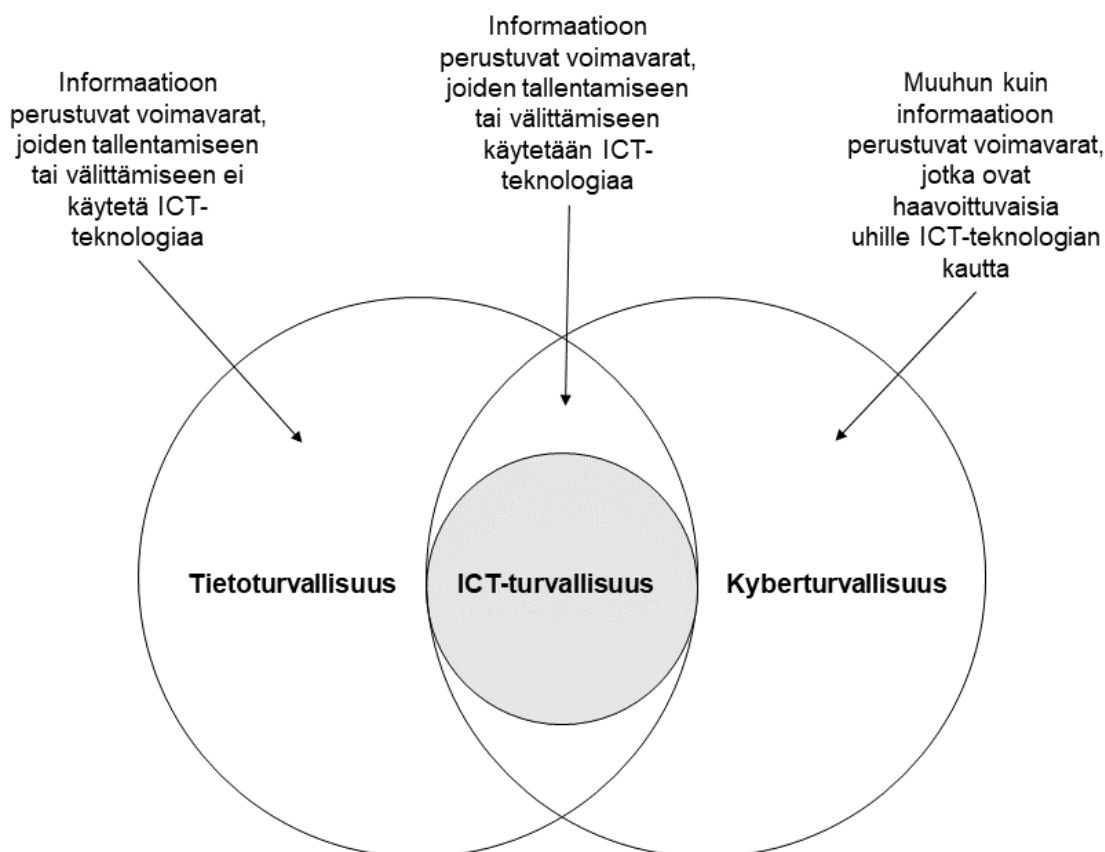 Informaatioon
perustuvat voimavarat,
joiden tallentamiseen
tai välittämiseen ei
käytetä ICT-
teknologiaa
Informaatioon
perustuvat voimavarat,
joiden tallentamiseen
tai välittämiseen
käytetään ICT-
teknologiaa
Muuhun kuin
informaatioon
perustuvat voimavarat,
jotka ovat
haavoittuvaisia
uhille ICT-teknologian
kautta
Tietoturvallisuus
ICT-turvallisuus
Kyberturvallisuus